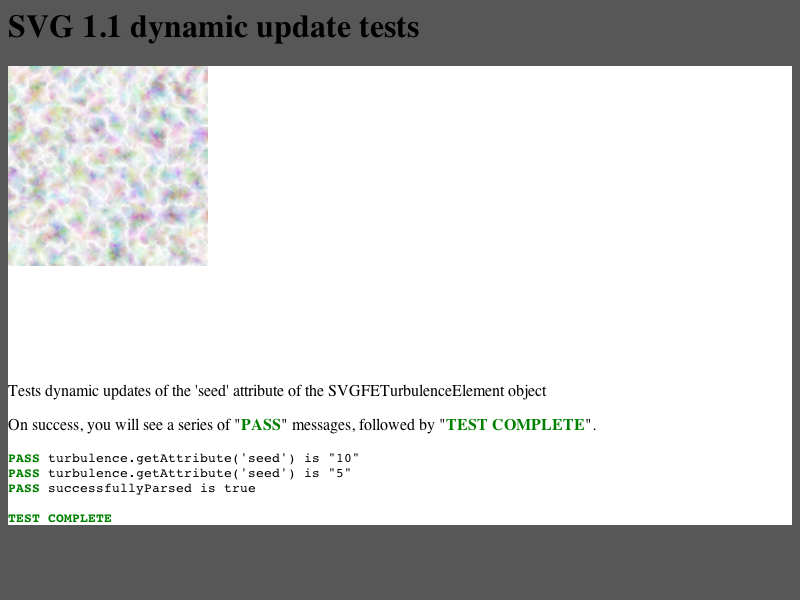 SVG 1.1 dynamic update tests
Tests dynamic updates of the 'seed' attribute of the SVGFETurbulenceElement object
On success, you will see a series of "PASS" messages, followed by "TEST COMPLETE".
PASS turbulence.getAttribute('seed') is "10"
PASS turbulence.getAttribute('seed') is "5"
PASS successfullyParsed is true
TEST COMPLETE